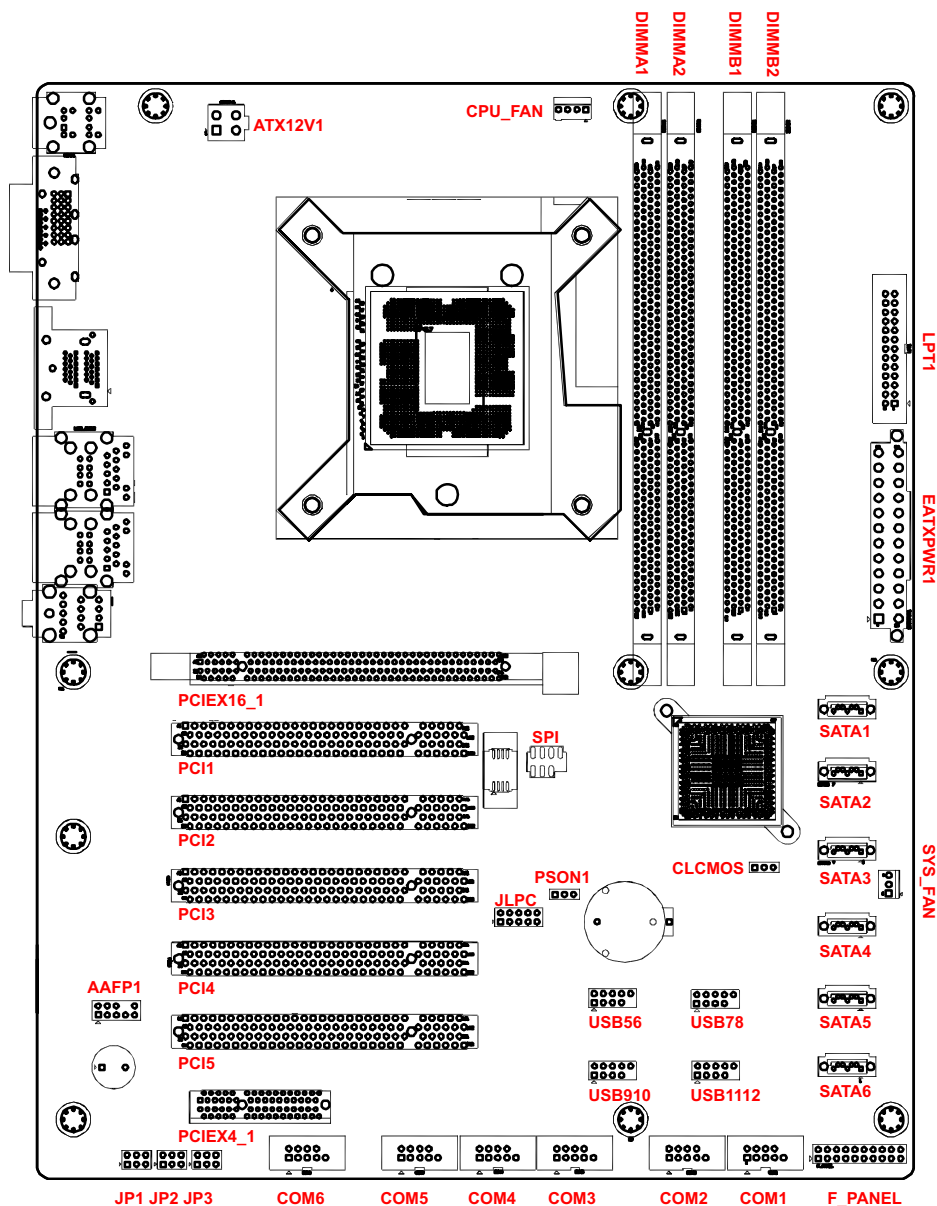 DIMMA1
DIMMA2
DIMMB1
DIMMB2
CPU_FAN
ATX12V1
LPT1
EATXPWR1
PCIEX16_1
SATA1
PCI1
SPI
SATA2
PCI2
SYS_FAN
CLCMOS
SATA3
PSON1
PCI3
JLPC
SATA4
PCI4
AAFP1
USB56
USB78
SATA5
PCI5
USB910
USB1112
SATA6
PCIEX4_1
JP1 JP2 JP3
COM6
COM5
COM4
COM3
COM2
COM1
F_PANEL